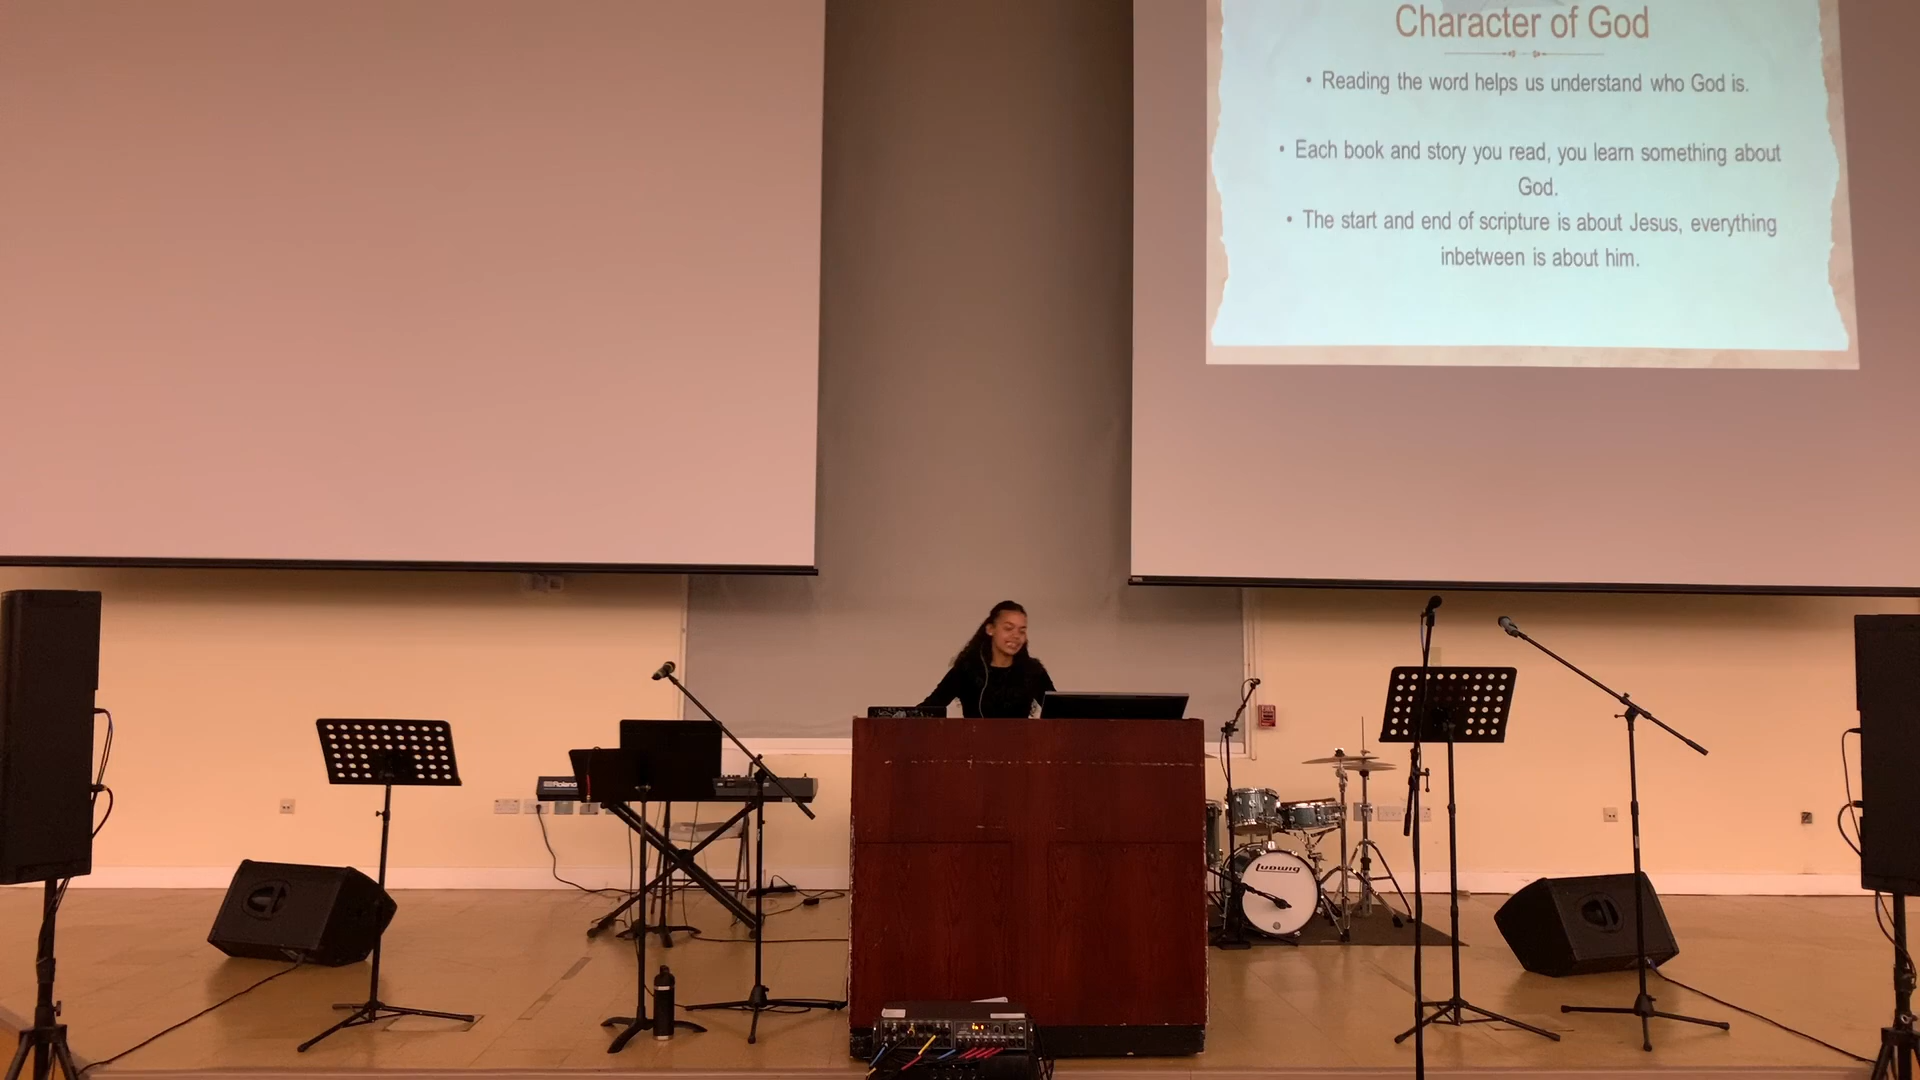 Character of God
• Reading the word helps us understand who God is.
• Each book and story you read, you learn something about
God.
• The start and end of scripture is about Jesus, everything
inbetween is about him.
Roland
Ludwig